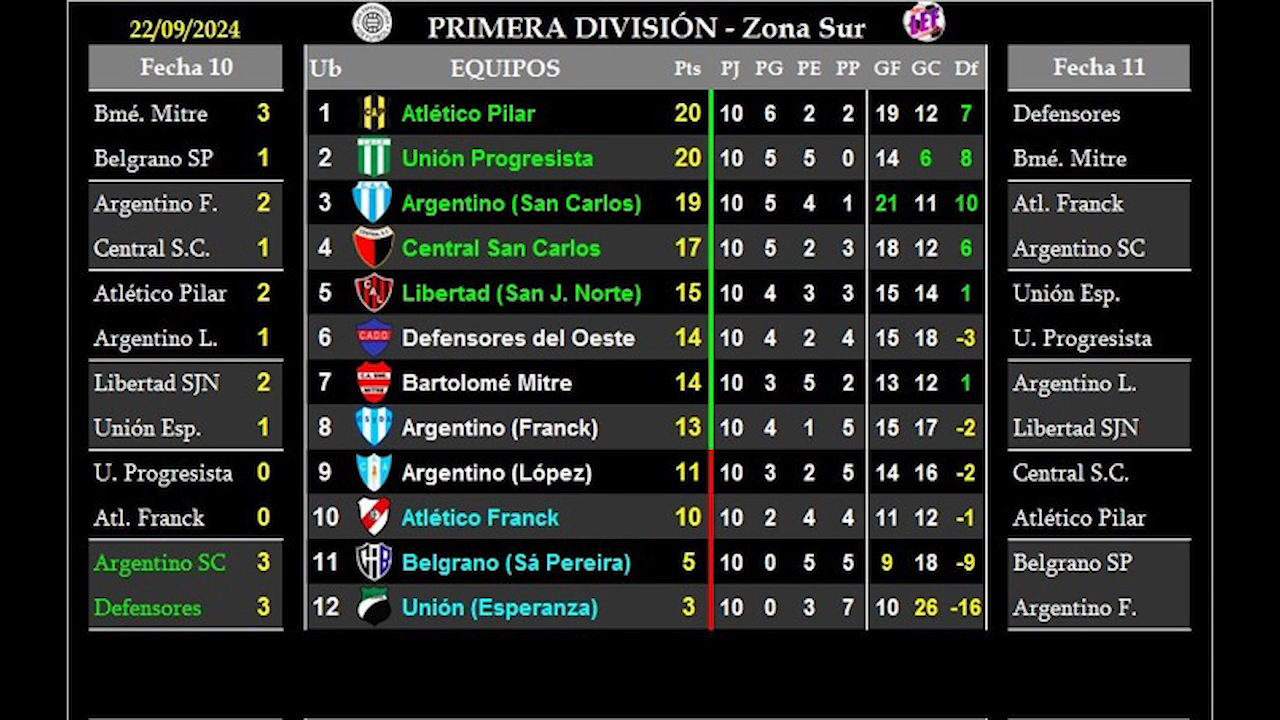 22/09/2024
PRIMERA DIVISIÓN - Zona Sur
LEF
Fecha 10
Bmé. Mitre 3
Belgrano SP 1
Argentino F. 2
Central S.C. 1
Atlético Pilar 2
Argentino L. 1
Libertad SJN 2
Unión Esp. 1
U. Progresista 0
Atl. Franck 0
Argentino SC 3
Defensores 3
Ub EQUIPOS Pts PJ PG PE PP GF GC Df
1 Atlético Pilar 20 10 6 2 2 19 12 7
2 Unión Progresista 20 10 5 5 0 14 6 8
3 Argentino (San Carlos) 19 10 5 4 1 21 11 10
4 Central San Carlos 17 10 5 2 3 18 12 6
5 Libertad (San J. Norte) 15 10 4 3 3 15 14 1
6 CADO Defensores del Oeste 14 10 4 2 4 15 18 -3
7 MITRE Bartolomé Mitre 14 10 3 5 2 13 12 1
8 Argentino (Franck) 13 10 4 1 5 15 17 -2
9 Argentino (López) 11 10 3 2 5 14 16 -2
10 Atlético Franck 10 10 2 4 4 11 12 -1
11 Belgrano (Sá Pereira) 5 10 0 5 5 9 18 -9
12 Unión (Esperanza) 3 10 0 3 7 10 26 -16
Fecha 11
Defensores
Bmé. Mitre
Atl. Franck
Argentino SC
Unión Esp.
U. Progresista
Argentino L.
Libertad SJN
Central S.C.
Atlético Pilar
Belgrano SP
Argentino F.